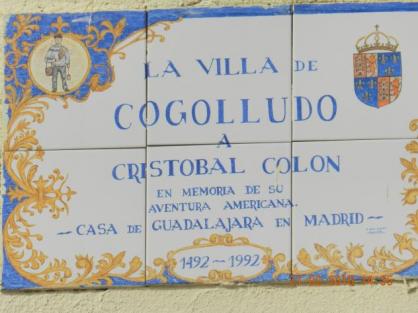 LA VILLA DE
COGOLLUDO
A
CRISTOBAL COLON
EN MEMORIA DE SU
AVENTURA AMERICANA.
- CASA DE GUADALAJARA EN MADRID -
1492-1992